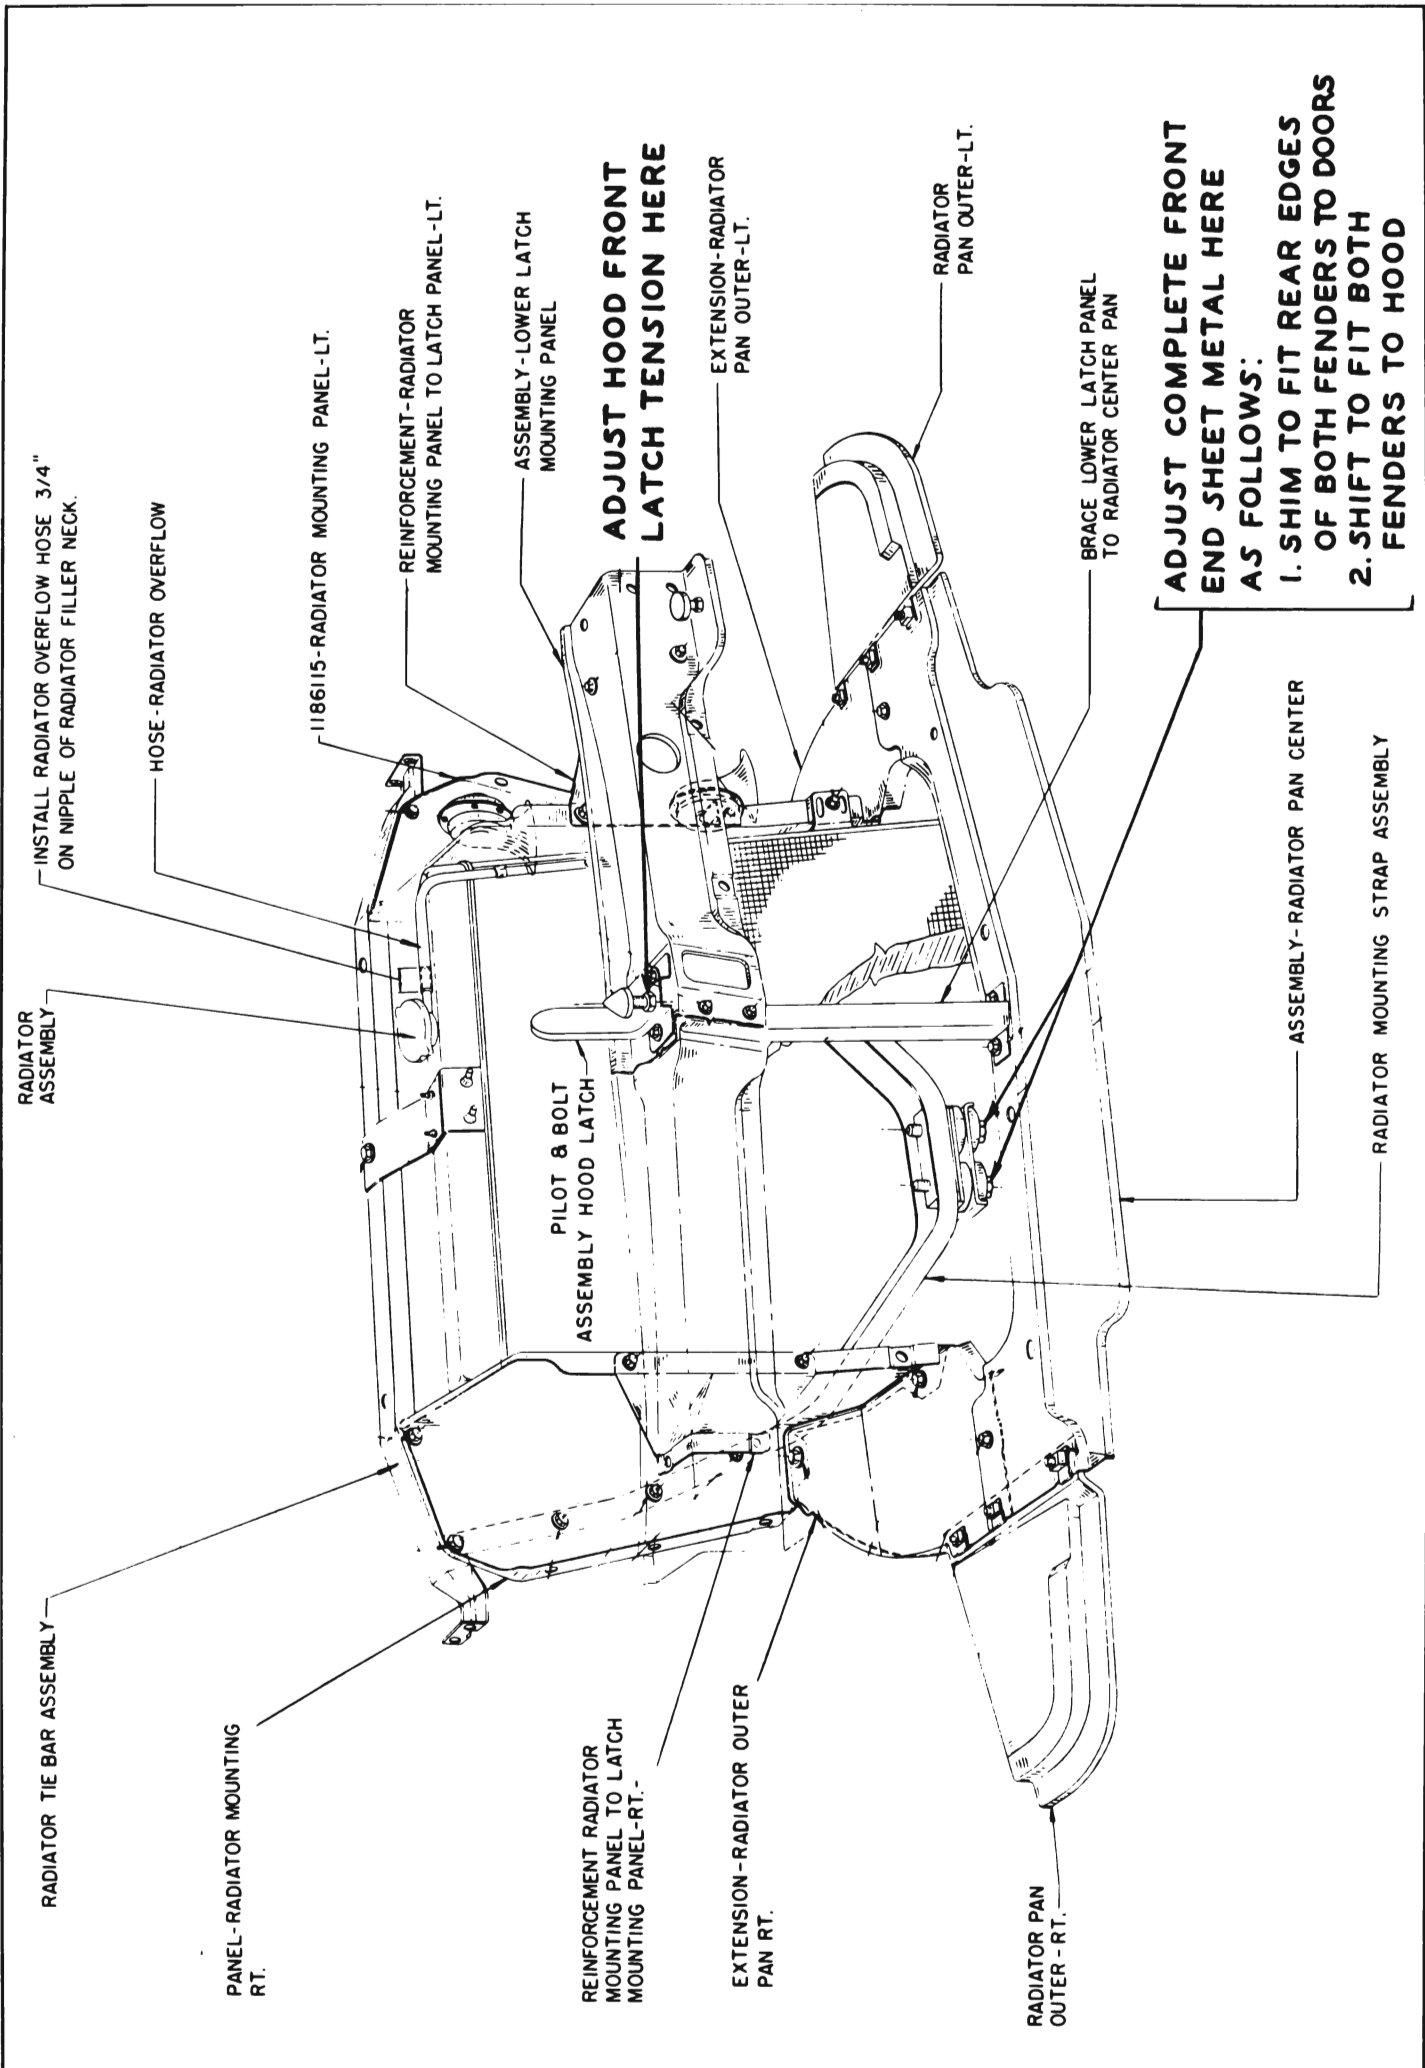 RADIATOR TIE BAR ASSEMBLY
RADIATOR
ASSEMBLY
INSTALL RADIATOR OVERFLOW HOSE 3/4"
ON NIPPLE OF RADIATOR FILLER NECK.
HOSE-RADIATOR OVERFLOW
1186115-RADIATOR MOUNTING PANEL-LT.
REINFORCEMENT-RADIATOR
MOUNTING PANEL TO LATCH PANEL-LT.
ASSEMBLY-LOWER LATCH
MOUNTING PANEL
ADJUST HOOD FRONT
LATCH TENSION HERE
EXTENSION-RADIATOR
PAN OUTER-LT.
RADIATOR
PAN OUTER-LT.
BRACE LOWER LATCH PANEL
TO RADIATOR CENTER PAN
ADJUST COMPLETE FRONT
END SHEET METAL HERE
AS FOLLOWS:
1. SHIM TO FIT REAR EDGES
OF BOTH FENDERS TO DOORS
2. SHIFT TO FIT BOTH
FENDERS TO HOOD
PILOT & BOLT
ASSEMBLY HOOD LATCH
PANEL-RADIATOR MOUNTING
RT.
REINFORCEMENT RADIATOR
MOUNTING PANEL TO LATCH
MOUNTING PANEL-RT.-
EXTENSION-RADIATOR OUTER
PAN RT.
RADIATOR PAN
OUTER-RT.
ASSEMBLY-RADIATOR PAN CENTER
RADIATOR MOUNTING STRAP ASSEMBLY